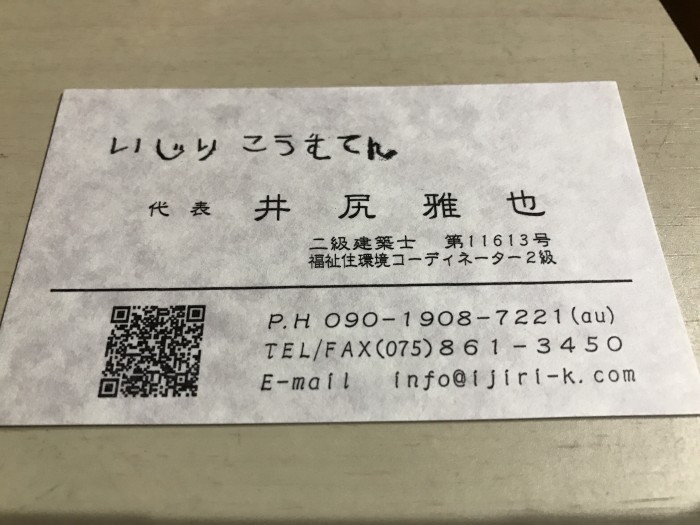 いじり こうむてん
代表 井尻雅也
二級建築士 第11613号
福祉住環境コーディネーター2級
P.H 090-1908-7221(au)
TEL/FAX(075)861-3450
E-mail info@ijiri-k.com